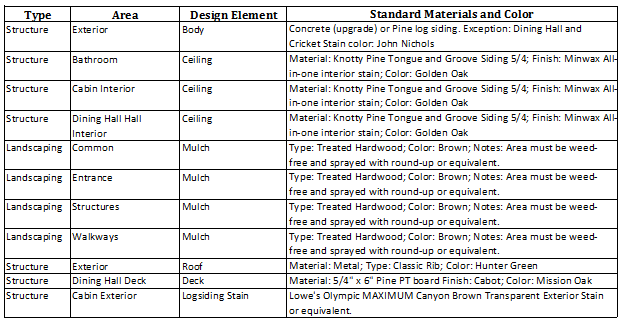 Type Area Design Element Standard Materials and Color
Structure Exterior Body Concrete (upgrade) or Pine log siding. Exception: Dining Hall and
Cricket Stain color: John Nichols
Structure Bathroom Ceiling Material: Knotty Pine Tongue and Groove Siding 5/4; Finish: Minwax All-
in-one interior stain; Color: Golden Oak
Structure Cabin Interior Ceiling Material: Knotty Pine Tongue and Groove Siding 5/4; Finish: Minwax All-
in-one interior stain; Color: Golden Oak
Structure Dining Hall Hall Ceiling Material: Knotty Pine Tongue and Groove Siding 5/4; Finish: Minwax All-
Interior in-one interior stain; Color: Golden Oak
Landscaping Common Mulch Type: Treated Hardwood; Color: Brown; Notes: Area must be weed-
free and sprayed with round-up or equivalent.
Landscaping Entrance Mulch Type: Treated Hardwood; Color: Brown; Notes: Area must be weed-
free and sprayed with round-up or equivalent.
Landscaping Structures Mulch Type: Treated Hardwood; Color: Brown; Notes: Area must be weed-
free and sprayed with round-up or equivalent.
Landscaping Walkways Mulch Type: Treated Hardwood; Color: Brown; Notes: Area must be weed-
free and sprayed with round-up or equivalent.
Structure Exterior Roof Material: Metal; Type: Classic Rib; Color: Hunter Green
Structure Dining Hall Deck Deck Material: 5/4" x 6" Pine PT board Finish: Cabot; Color: Mission Oak
Structure Cabin Exterior Logsiding Stain Lowe's Olympic MAXIMUM Canyon Brown Transparent Exterior Stain
or equivalent.